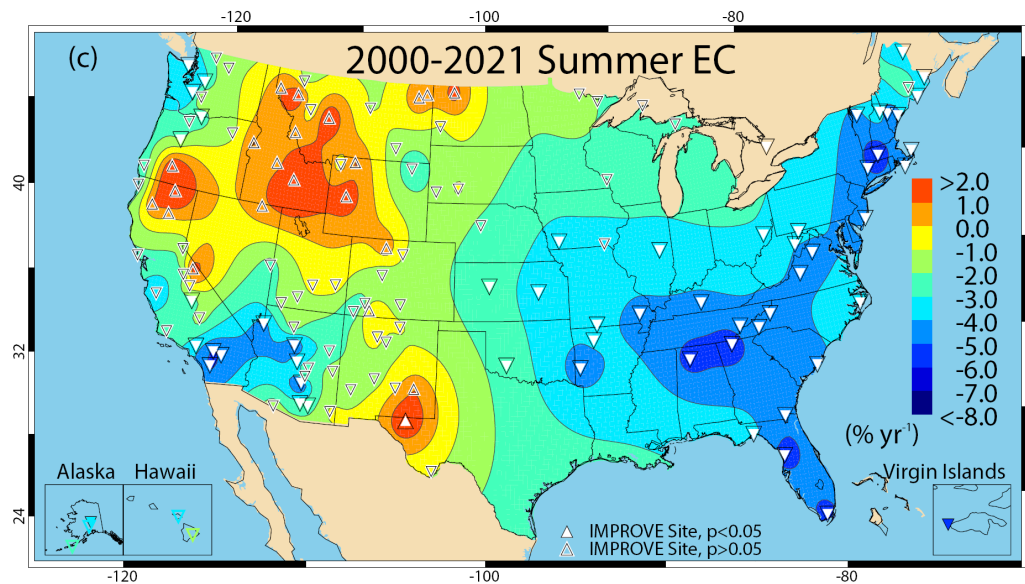 -120 -100 -80
(c) 2000-2021 Summer EC
40
32
24
>2.0
1.0
0.0
-1.0
-2.0
-3.0
-4.0
-5.0
-6.0
-7.0
<-8.0
(% yr⁻¹)
Alaska Hawaii Virgin Islands
IMPROVE Site, p<0.05
IMPROVE Site, p>0.05
-120 -100 -80